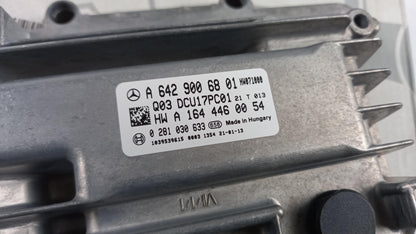 A 642 900 68 01 HW071000
Q03 DCU17PC01 21 T 013
HW A 164 446 00 54
0 281 030 633 650 Made in Hungary
1039S39615 0003 1354 21-01-13